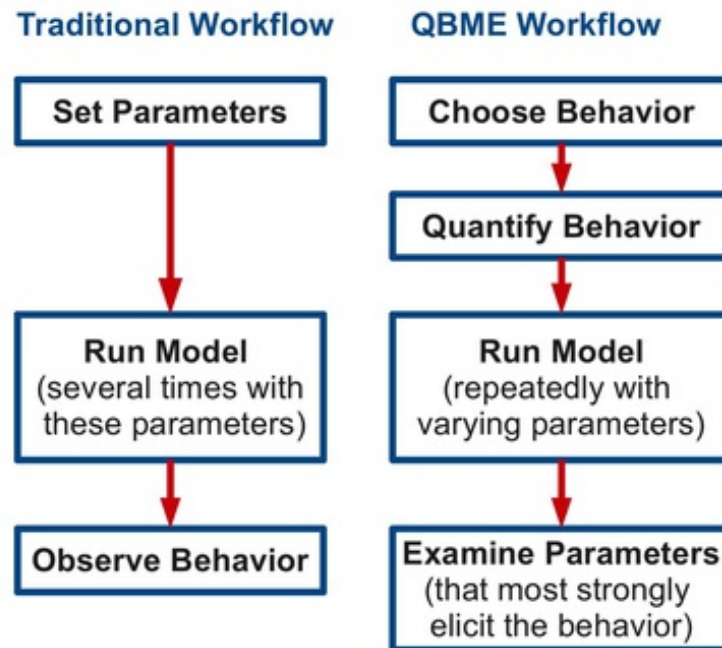 Traditional Workflow
Set Parameters
Run Model
(several times with
these parameters)
Observe Behavior
QBME Workflow
Choose Behavior
Quantify Behavior
Run Model
(repeatedly with
varying parameters)
Examine Parameters
(that most strongly
elicit the behavior)